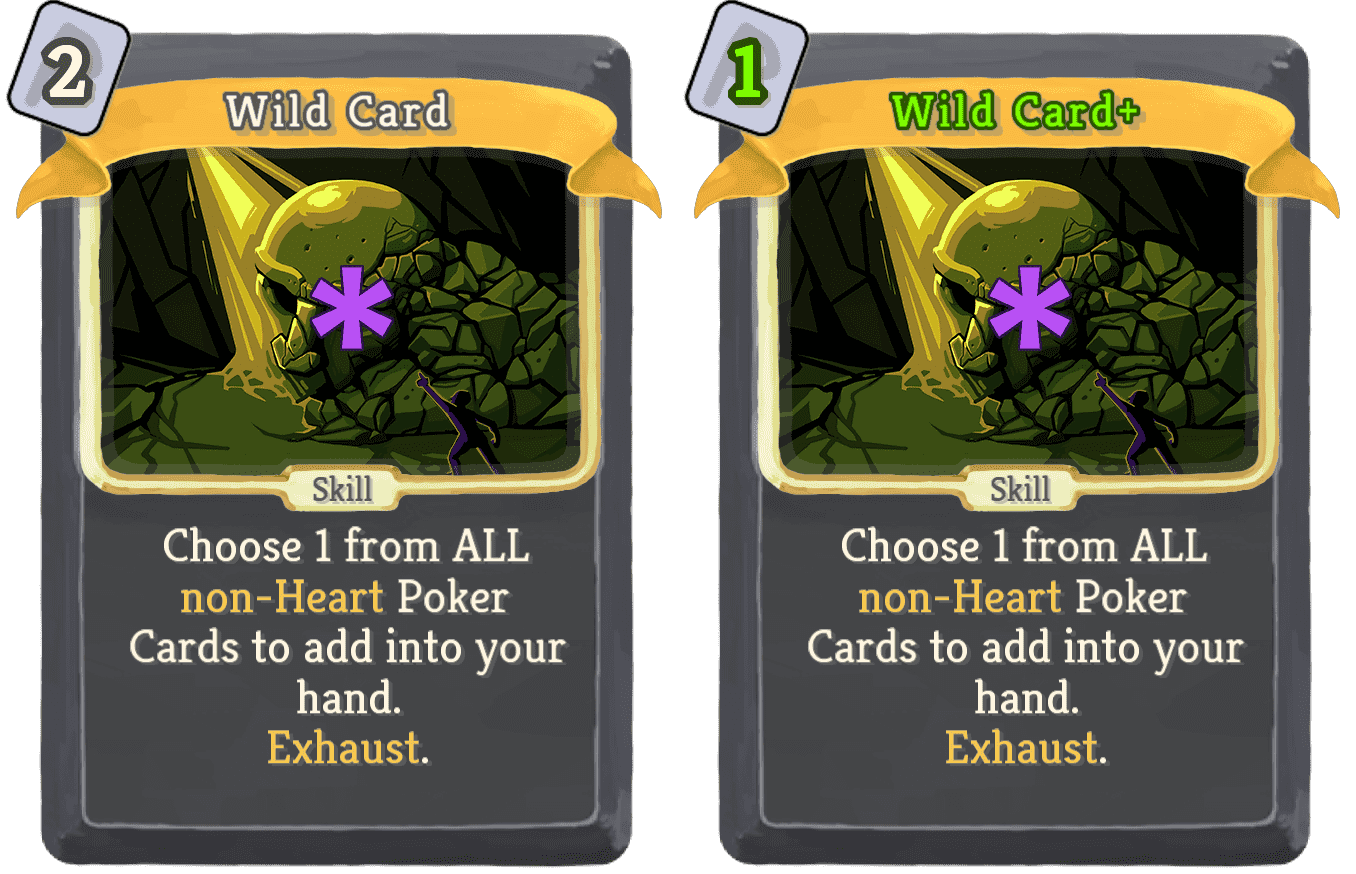 2
Wild Card
Skill
Choose 1 from ALL
non-Heart Poker
Cards to add into your
hand.
Exhaust.
1
Wild Card+
Skill
Choose 1 from ALL
non-Heart Poker
Cards to add into your
hand.
Exhaust.